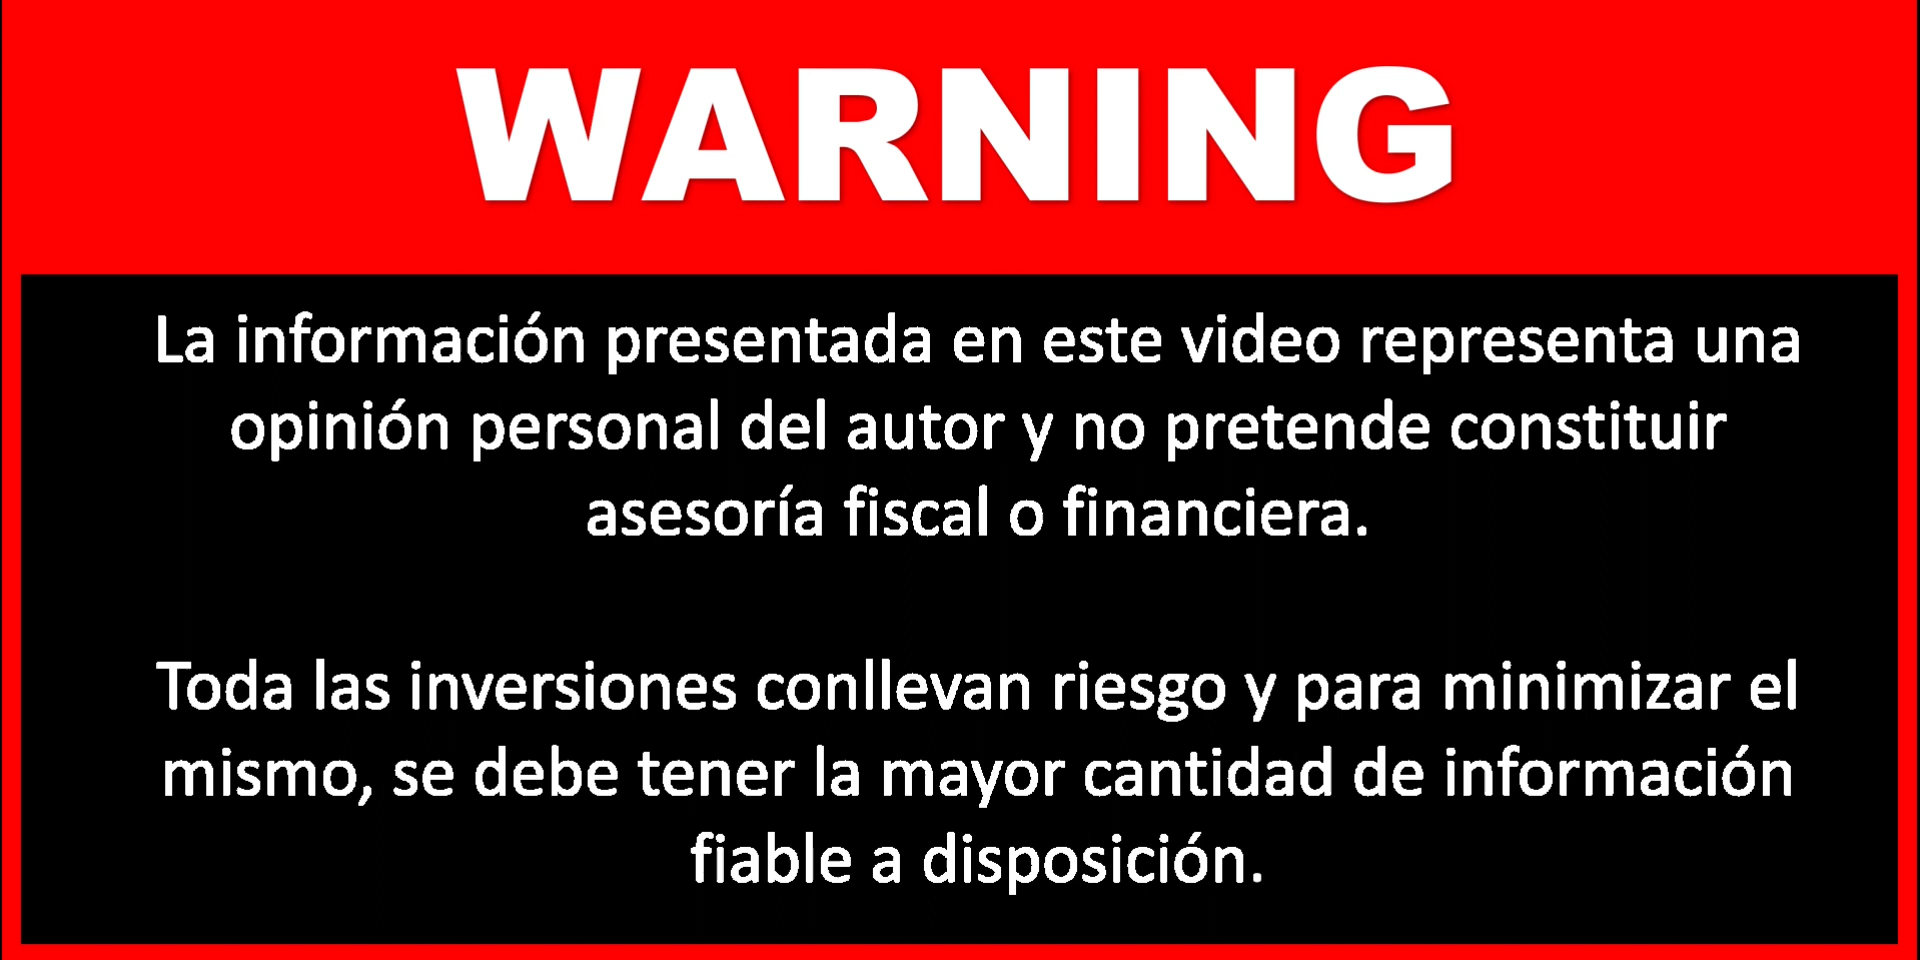 WARNING
La información presentada en este video representa una
opinión personal del autor y no pretende constituir
asesoría fiscal o financiera.
Toda las inversiones conllevan riesgo y para minimizar el
mismo, se debe tener la mayor cantidad de información
fiable a disposición.